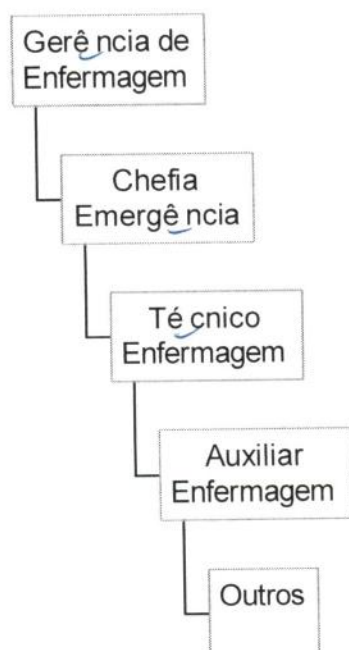 Gerê ncia de
Enfermagem
Chefia
Emergê ncia
Té cnico
Enfermagem
Auxiliar
Enfermagem
Outros